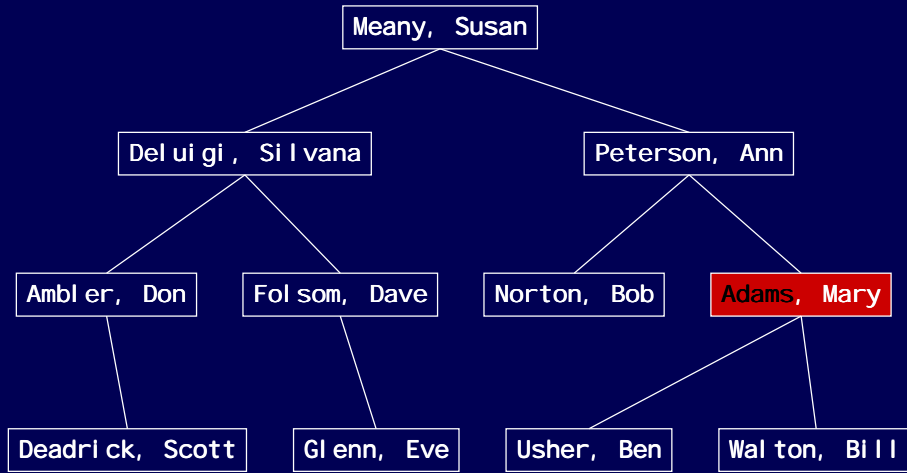 Meany, Susan
Deluigi, Silvana
Peterson, Ann
Ambler, Don
Folsom, Dave
Norton, Bob
Adams, Mary
Deadrick, Scott
Glenn, Eve
Usher, Ben
Walton, Bill